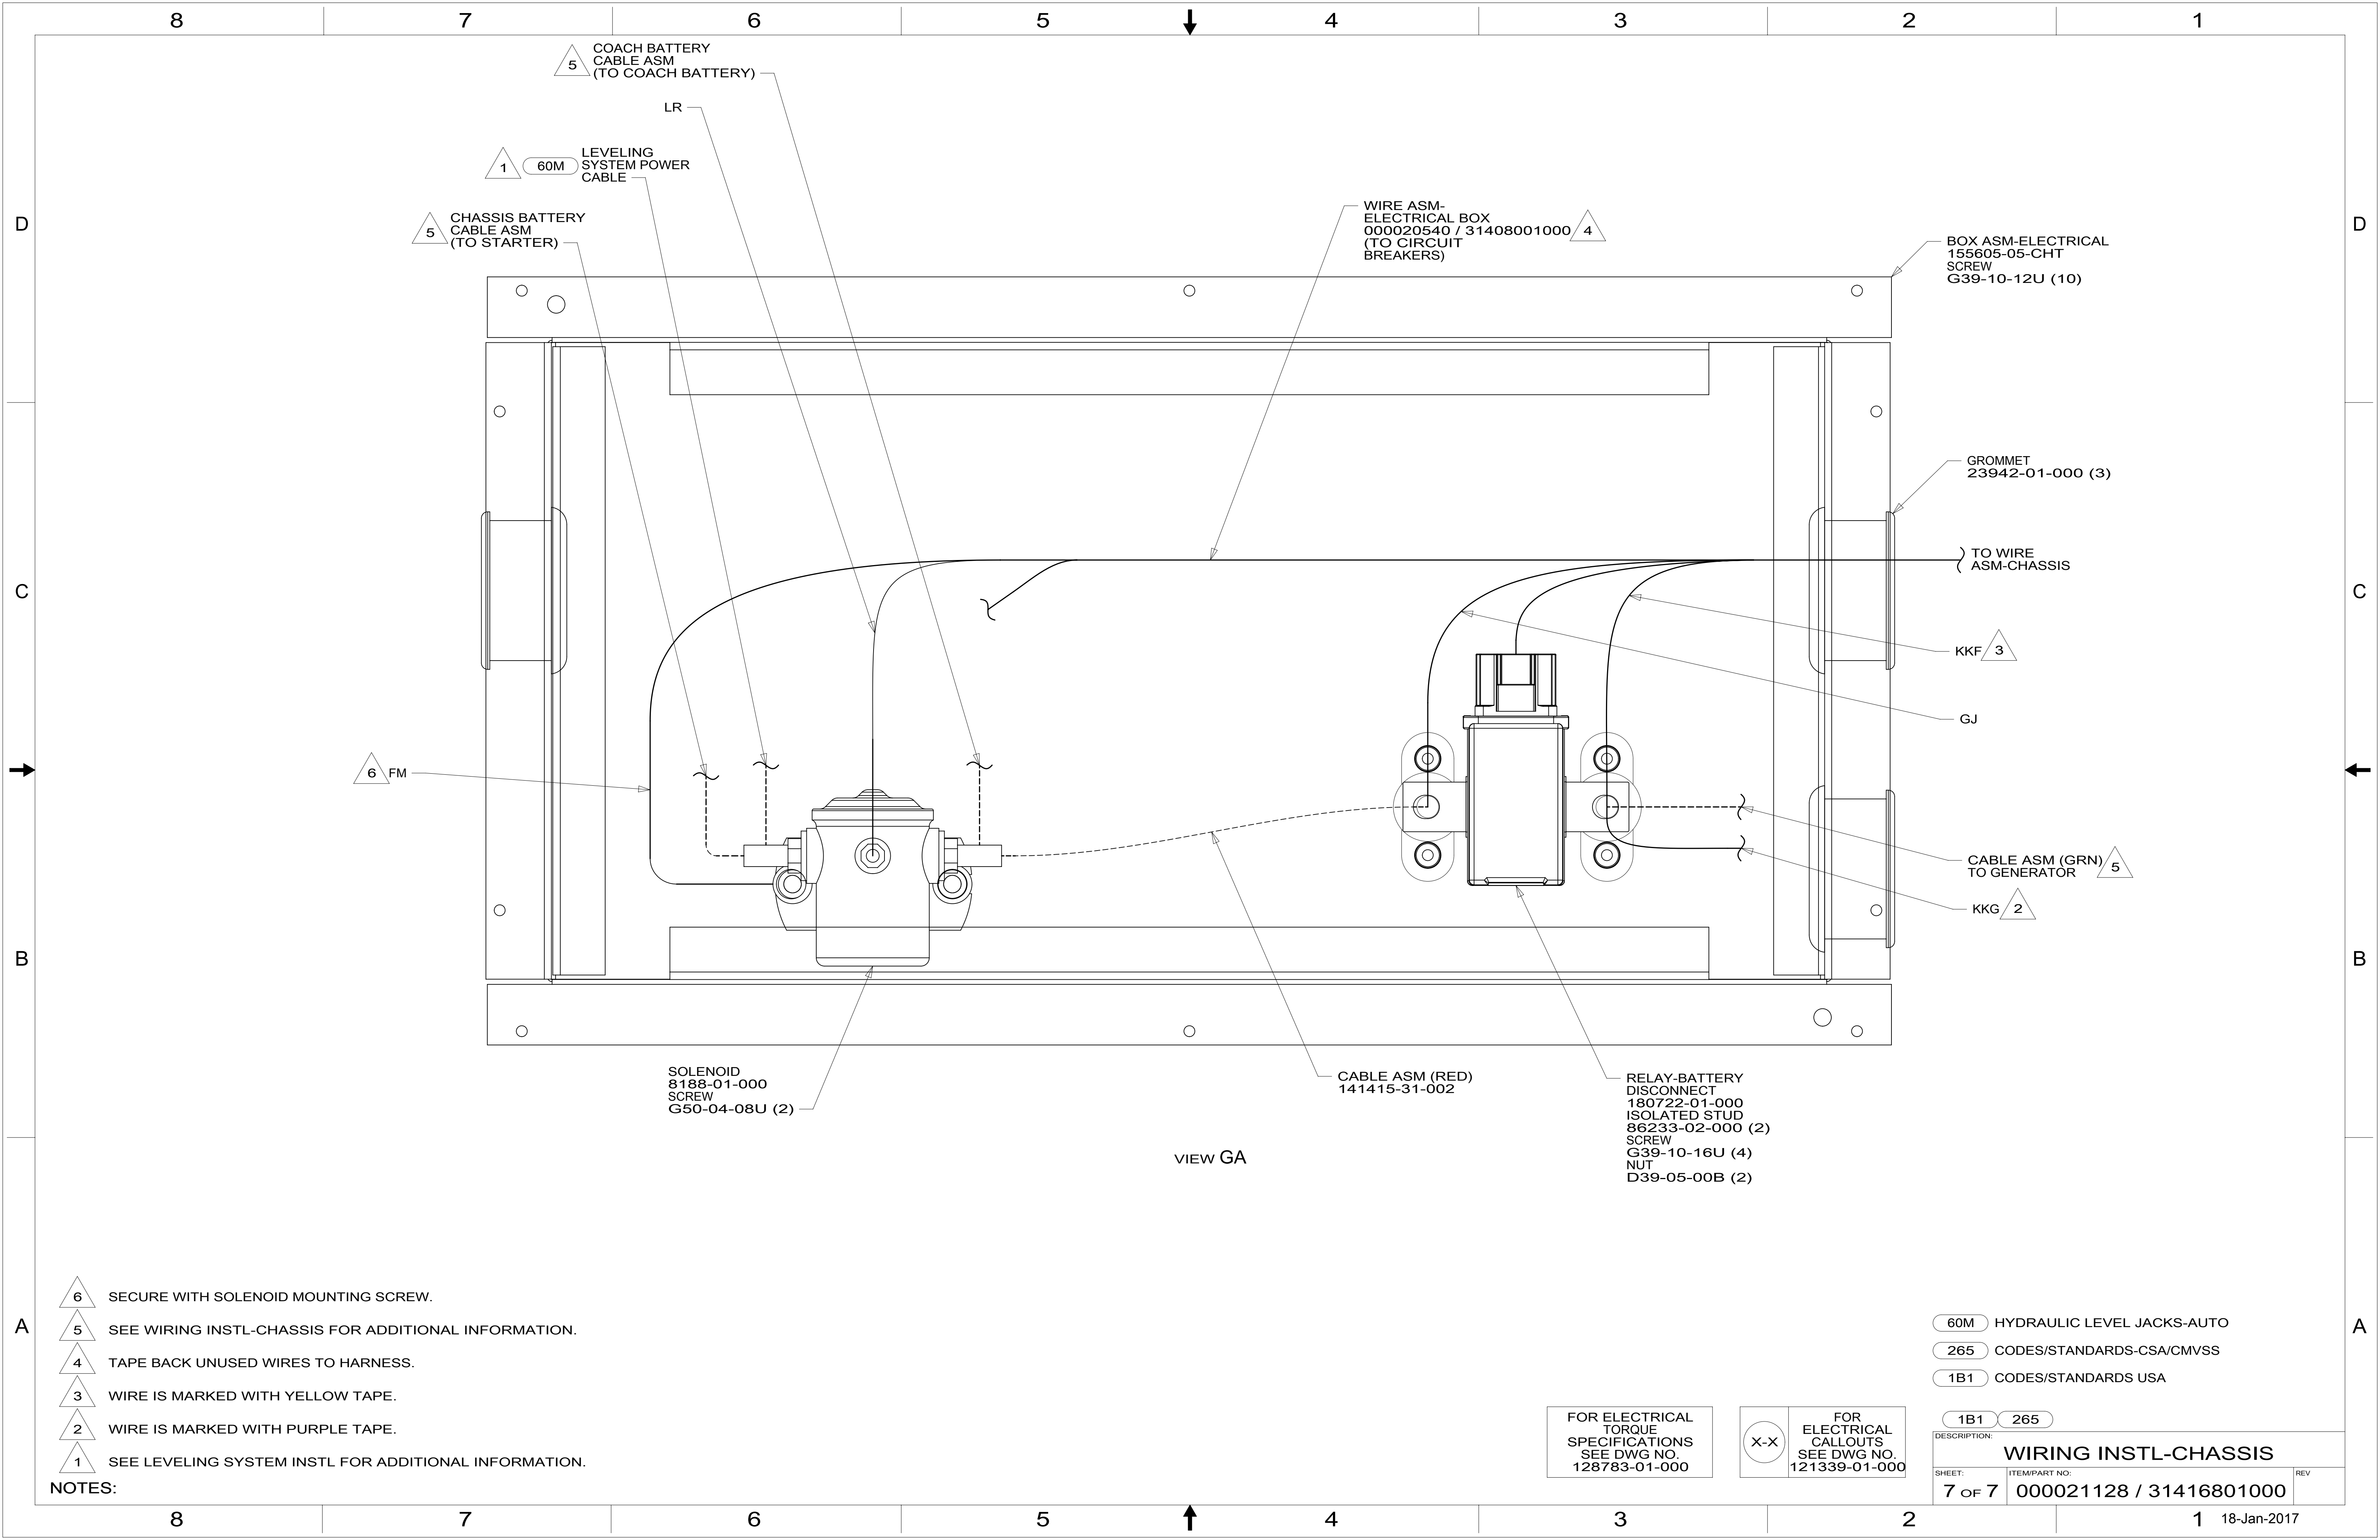 8 7 6 5 4 3 2 1
5
COACH BATTERY
CABLE ASM
(TO COACH BATTERY)
LR
1
60M
LEVELING
SYSTEM POWER
CABLE
5
CHASSIS BATTERY
CABLE ASM
(TO STARTER)
WIRE ASM-
ELECTRICAL BOX
000020540 / 31408001000
4
(TO CIRCUIT
BREAKERS)
D
D
BOX ASM-ELECTRICAL
155605-05-CHT
SCREW
G39-10-12U (10)
GROMMET
23942-01-000 (3)
TO WIRE
ASM-CHASSIS
C
C
KKF 3
GJ
6 FM
CABLE ASM (GRN)
TO GENERATOR
5
KKG 2
B
B
SOLENOID
8188-01-000
SCREW
G50-04-08U (2)
CABLE ASM (RED)
141415-31-002
RELAY-BATTERY
DISCONNECT
180722-01-000
ISOLATED STUD
86233-02-000 (2)
SCREW
G39-10-16U (4)
NUT
D39-05-00B (2)
VIEW GA
6 SECURE WITH SOLENOID MOUNTING SCREW.
5 SEE WIRING INSTL-CHASSIS FOR ADDITIONAL INFORMATION.
4 TAPE BACK UNUSED WIRES TO HARNESS.
3 WIRE IS MARKED WITH YELLOW TAPE.
2 WIRE IS MARKED WITH PURPLE TAPE.
1 SEE LEVELING SYSTEM INSTL FOR ADDITIONAL INFORMATION.
NOTES:
A
A
60M HYDRAULIC LEVEL JACKS-AUTO
265 CODES/STANDARDS-CSA/CMVSS
1B1 CODES/STANDARDS USA
FOR ELECTRICAL
TORQUE
SPECIFICATIONS
SEE DWG NO.
128783-01-000
X-X
FOR
ELECTRICAL
CALLOUTS
SEE DWG NO.
121339-01-000
1B1 265
DESCRIPTION:
WIRING INSTL-CHASSIS
SHEET:
7 OF 7
ITEM/PART NO:
000021128 / 31416801000
REV
8 7 6 5 4 3 2 1
18-Jan-2017